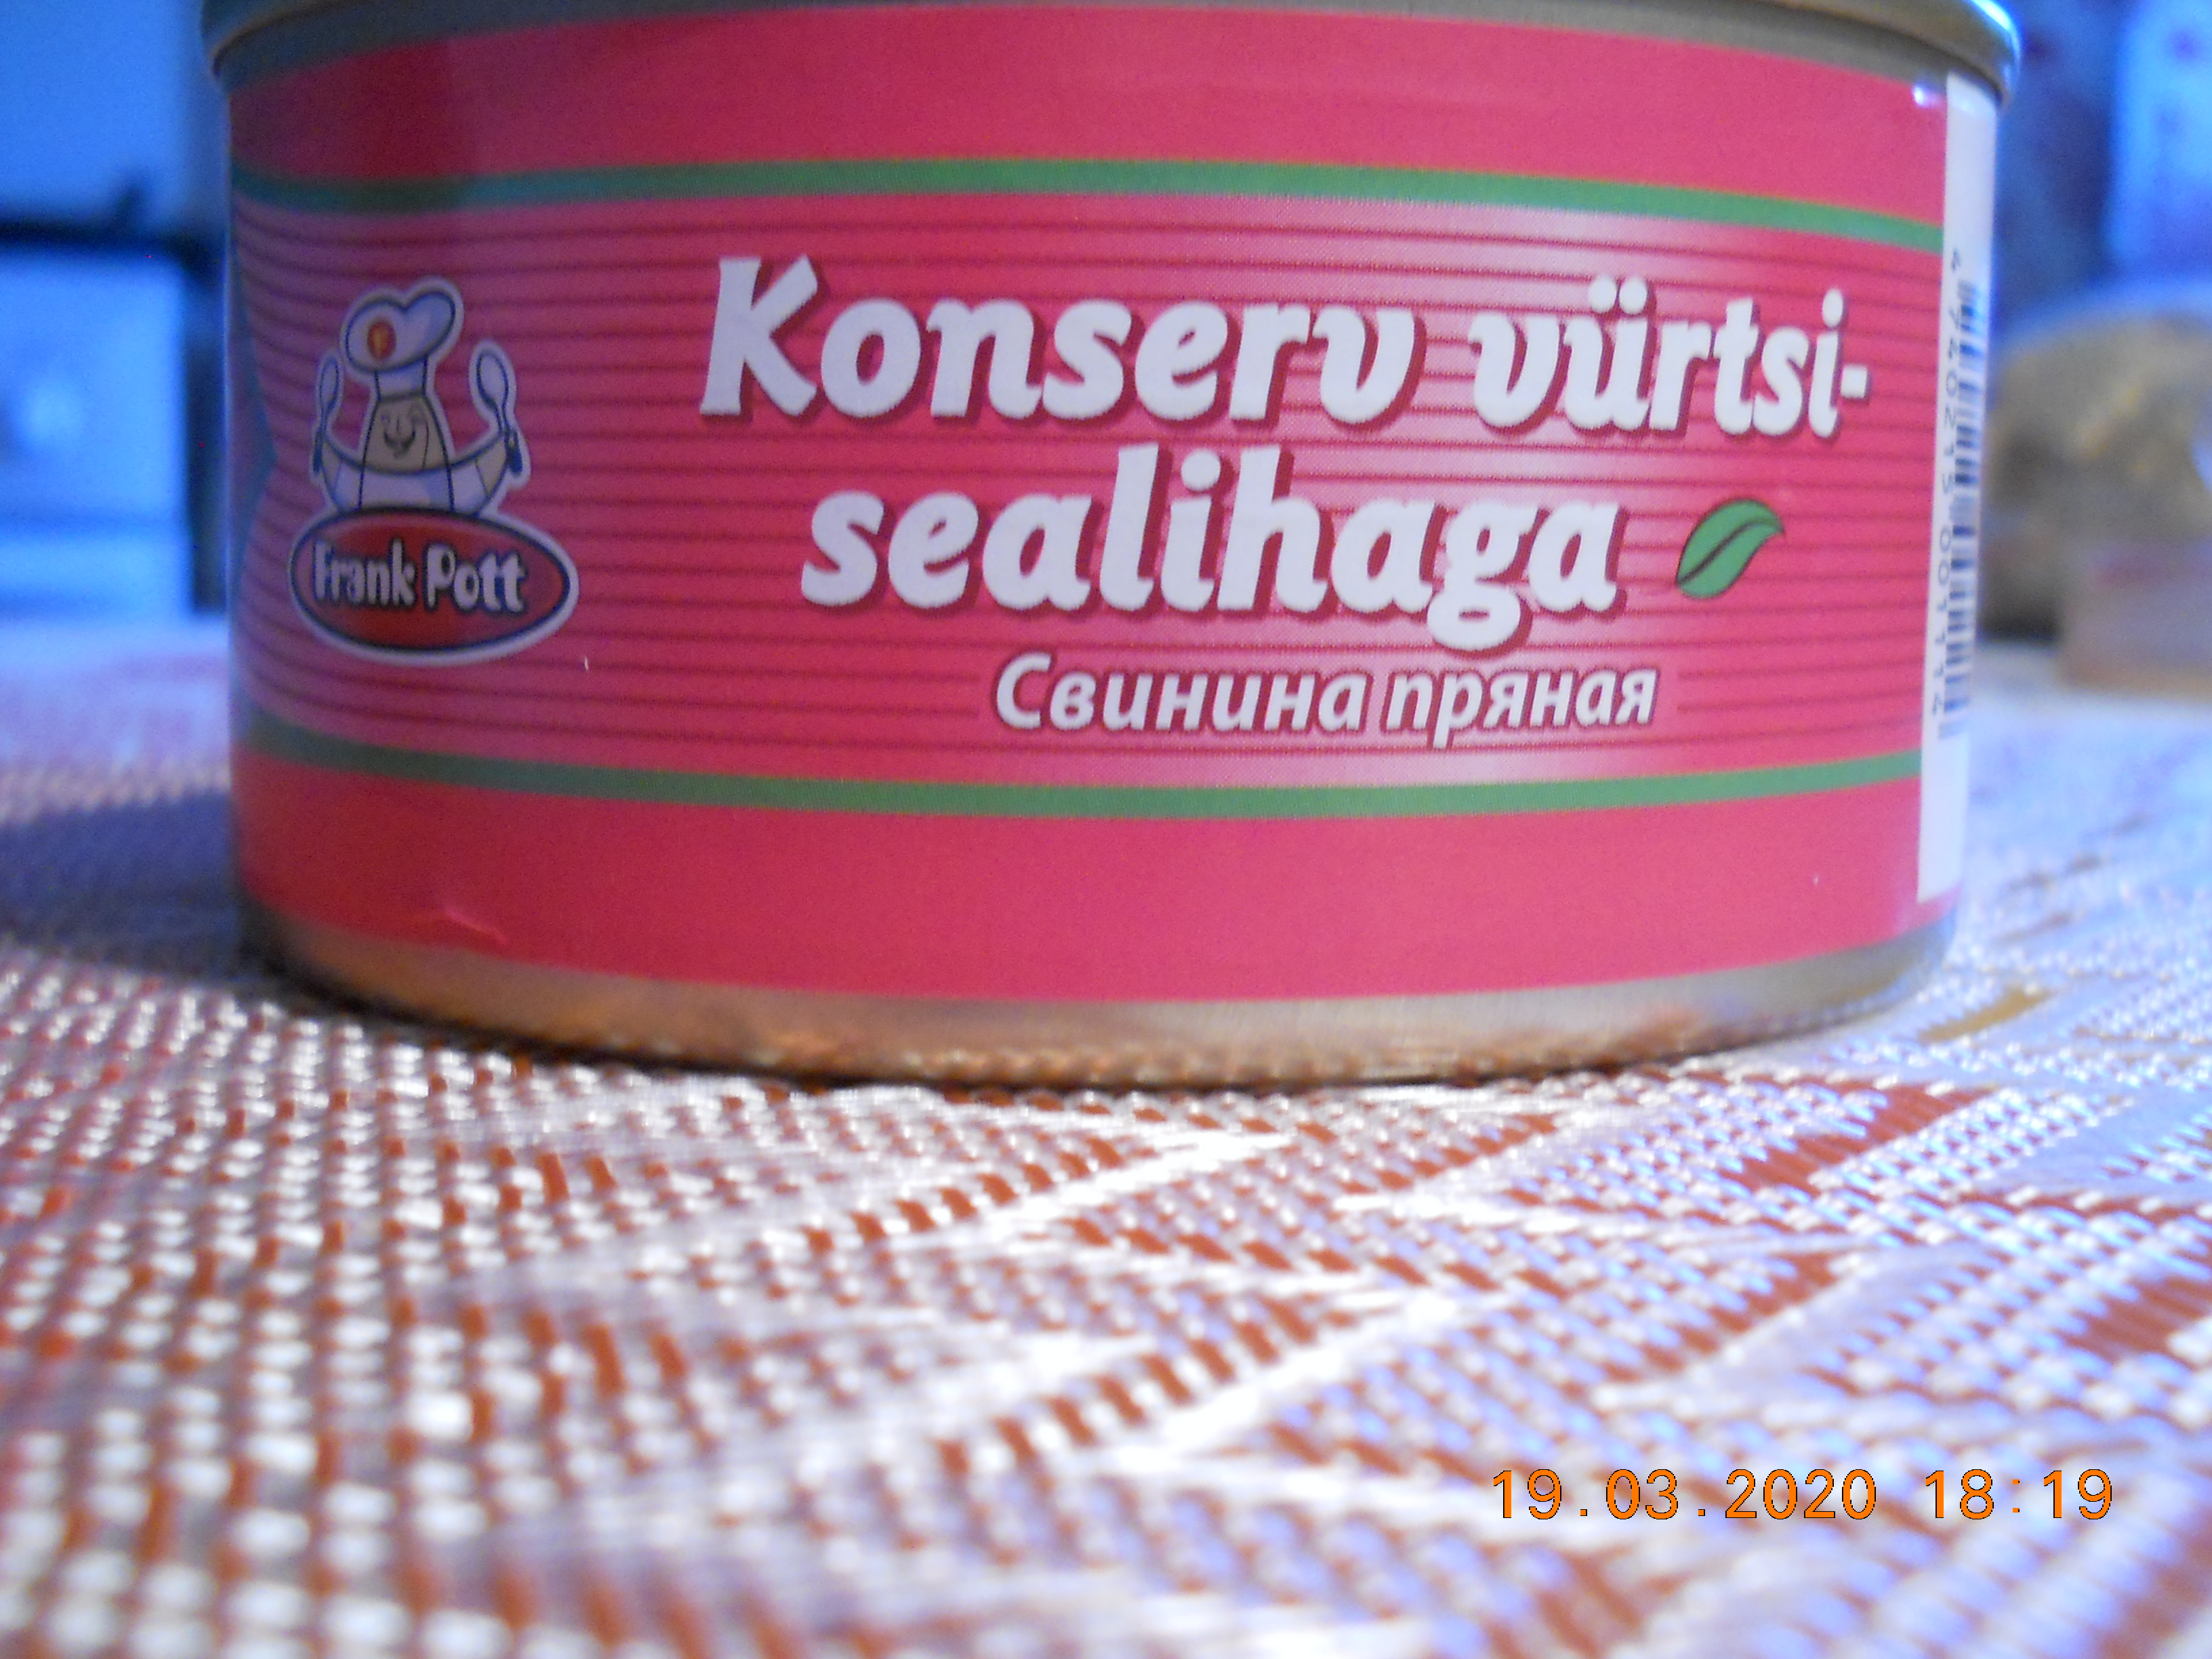 Konserv vürtsi-
sealihaga
Свинина пряная
Frank Pott
19.03.2020 18:19